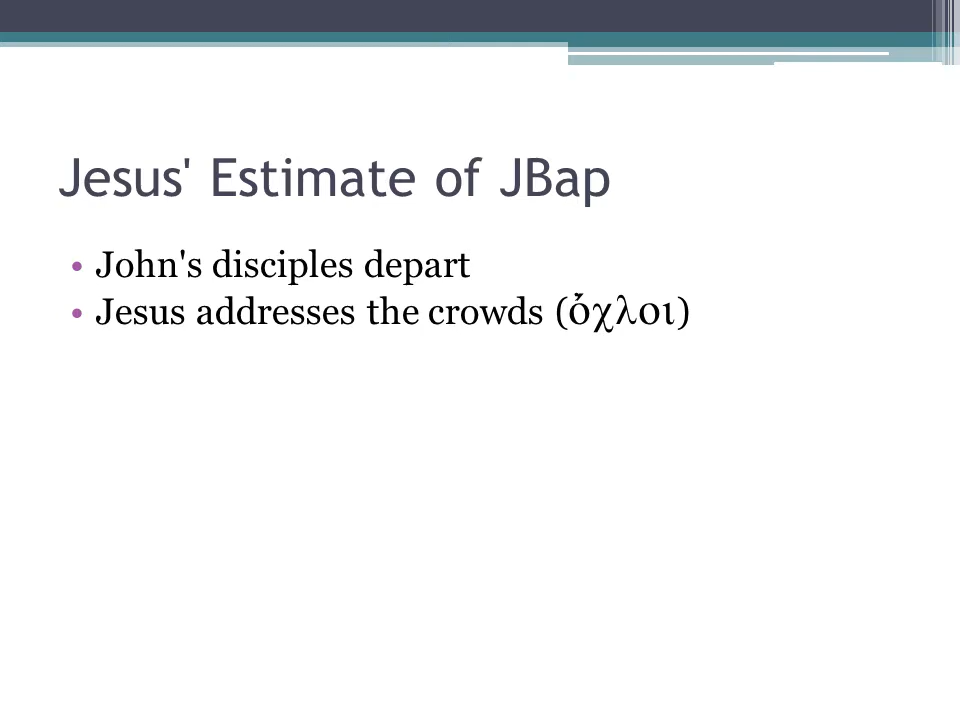 Jesus' Estimate of JBap
• John's disciples depart
• Jesus addresses the crowds (ὄχλοι)